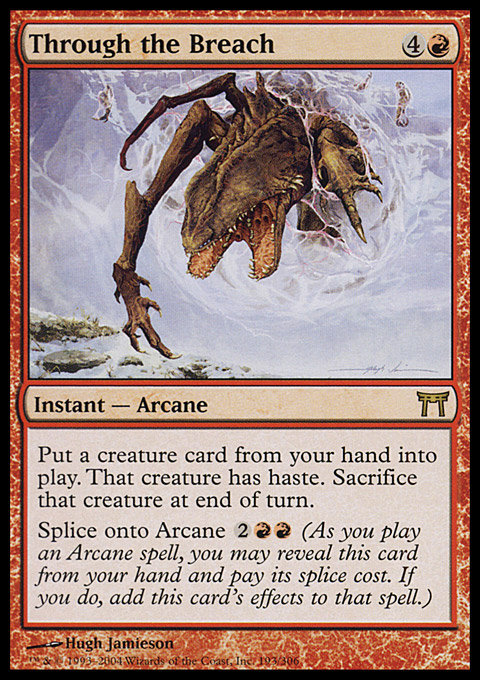 Through the Breach 4
Instant — Arcane
Put a creature card from your hand into
play. That creature has haste. Sacrifice
that creature at end of turn.
Splice onto Arcane 2 (As you play
an Arcane spell, you may reveal this card
from your hand and pay its splice cost. If
you do, add this card's effects to that spell.)
Hugh Jamieson
™ & © 1993–2004 Wizards of the Coast, Inc. 193/306